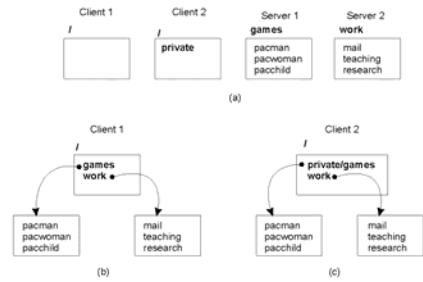 Client 1
Client 2
Server 1
Server 2
/
/
games
work
private
pacman
pacwoman
pacchild
mail
teaching
research
(a)
Client 1
/
games
work
pacman
pacwoman
pacchild
mail
teaching
research
(b)
Client 2
/
private/games
work
pacman
pacwoman
pacchild
mail
teaching
research
(c)